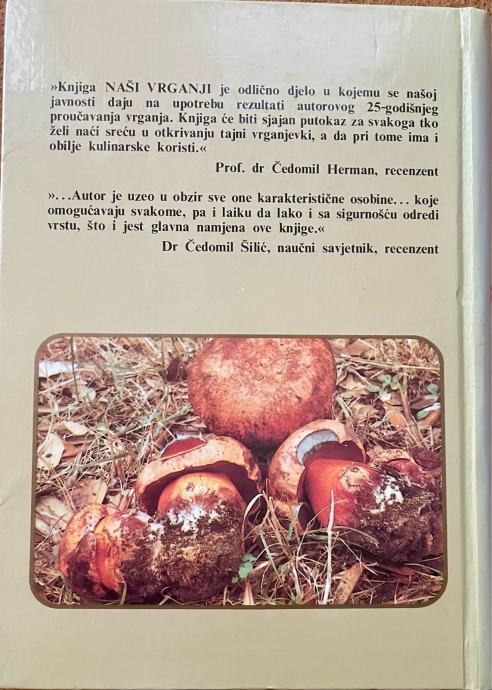 »Knjiga NAŠI VRGANJI je odlično djelo u kojemu se našoj
javnosti daju na upotrebu rezultati autorovog 25-godišnjeg
proučavanja vrganja. Knjiga će biti sjajan putokaz za svakoga tko
želi naći sreću u otkrivanju tajni vrganjevki, a da pri tome ima i
obilje kulinarske koristi.«
Prof. dr Čedomil Herman, recenzent
»...Autor je uzeo u obzir sve one karakteristične osobine... koje
omogućavaju svakome, pa i laiku da lako i sa sigurnošću odredi
vrstu, što i jest glavna namjena ove knjige.«
Dr Čedomil Šilić, naučni savjetnik, recenzent